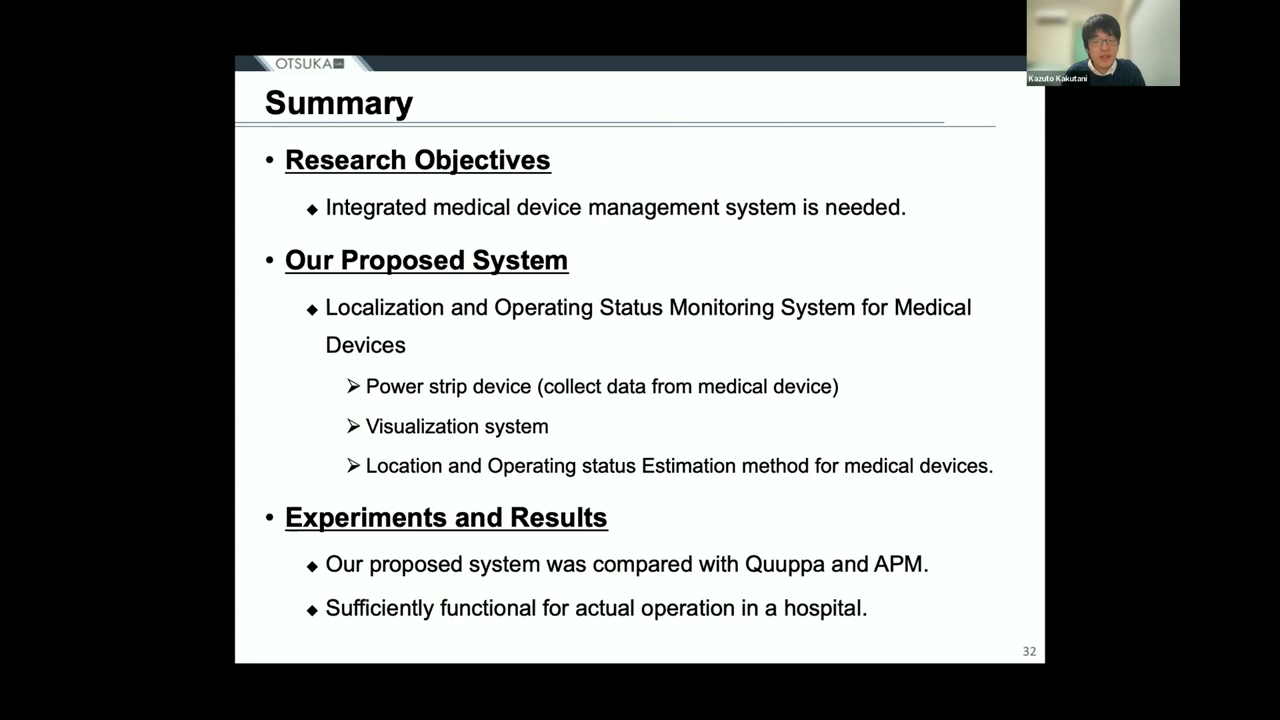 OTSUKA
Kazuto Kakutani
Summary
• Research Objectives
◆ Integrated medical device management system is needed.
• Our Proposed System
◆ Localization and Operating Status Monitoring System for Medical
Devices
➢ Power strip device (collect data from medical device)
➢ Visualization system
➢ Location and Operating status Estimation method for medical devices.
• Experiments and Results
◆ Our proposed system was compared with Quuppa and APM.
◆ Sufficiently functional for actual operation in a hospital.
32